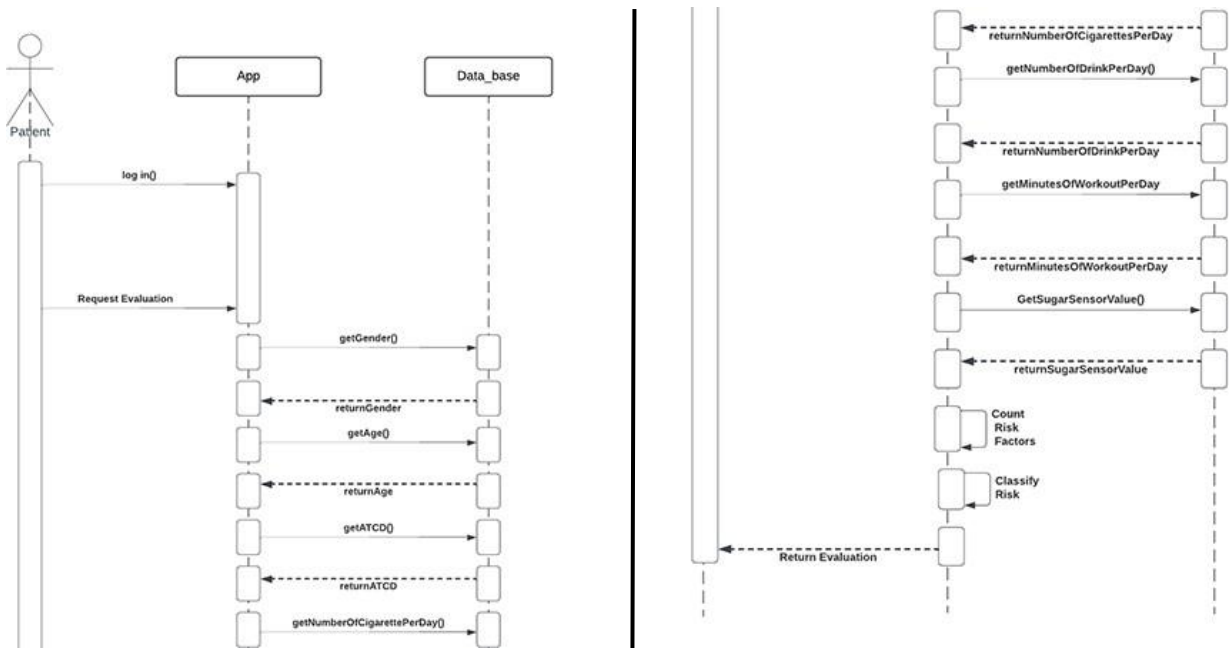 App
Data_base
Patient
log in()
Request Evaluation
getGender()
returnGender
getAge()
returnAge
getATCD()
returnATCD
getNumberOfCigarettePerDay()
returnNumberOfCigarettesPerDay
getNumberOfDrinkPerDay()
returnNumberOfDrinkPerDay
getMinutesOfWorkoutPerDay
returnMinutesOfWorkoutPerDay
GetSugarSensorValue()
returnSugarSensorValue
Count
Risk
Factors
Classify
Risk
Return Evaluation